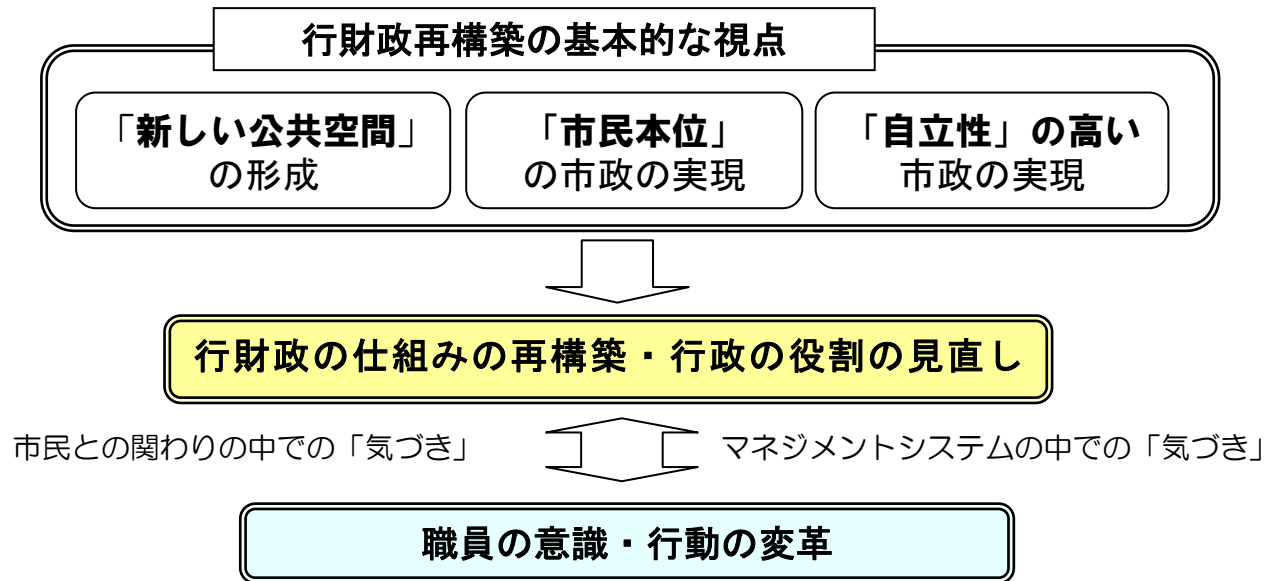 行財政再構築の基本的な視点
「新しい公共空間」
の形成
「市民本位」
の市政の実現
「自立性」の高い
市政の実現
行財政の仕組みの再構築・行政の役割の見直し
市民との関わりの中での「気づき」
マネジメントシステムの中での「気づき」
職員の意識・行動の変革